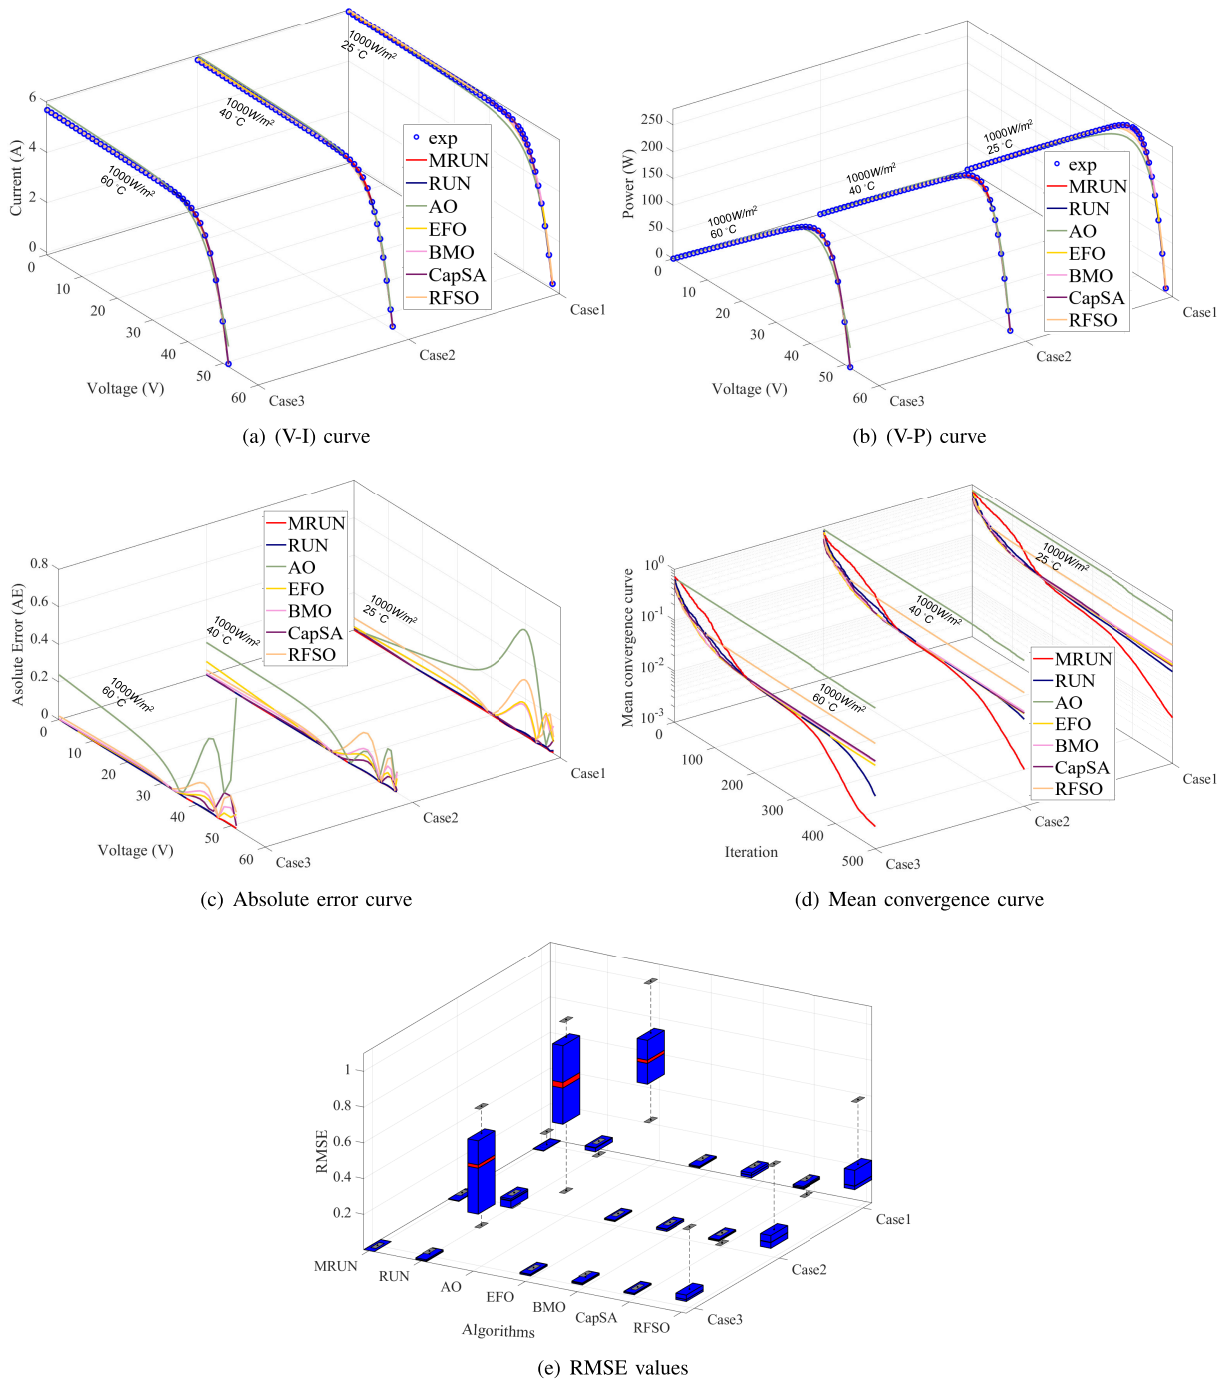 6
4
2
0
Current (A)
0
10
20
30
40
50
60
Voltage (V)
1000W/m²
25 °C
1000W/m²
40 °C
1000W/m²
60 °C
exp
MRUN
RUN
AO
EFO
BMO
CapSA
RFSO
Case1
Case2
Case3
(a) (V-I) curve
250
200
150
100
50
0
Power (W)
0
10
20
30
40
50
60
Voltage (V)
1000W/m²
25 °C
1000W/m²
40 °C
1000W/m²
60 °C
exp
MRUN
RUN
AO
EFO
BMO
CapSA
RFSO
Case1
Case2
Case3
(b) (V-P) curve
0.8
0.6
0.4
0.2
0
Asolute Error (AE)
0
10
20
30
40
50
60
Voltage (V)
1000W/m²
25 °C
1000W/m²
40 °C
1000W/m²
60 °C
MRUN
RUN
AO
EFO
BMO
CapSA
RFSO
Case1
Case2
Case3
(c) Absolute error curve
10⁰
10⁻¹
10⁻²
10⁻³
Mean convergence curve
0
100
200
300
400
500
Iteration
1000W/m²
25 °C
1000W/m²
40 °C
1000W/m²
60 °C
MRUN
RUN
AO
EFO
BMO
CapSA
RFSO
Case1
Case2
Case3
(d) Mean convergence curve
1
0.8
0.6
0.4
0.2
RMSE
MRUN
RUN
AO
EFO
BMO
CapSA
RFSO
Algorithms
Case1
Case2
Case3
(e) RMSE values